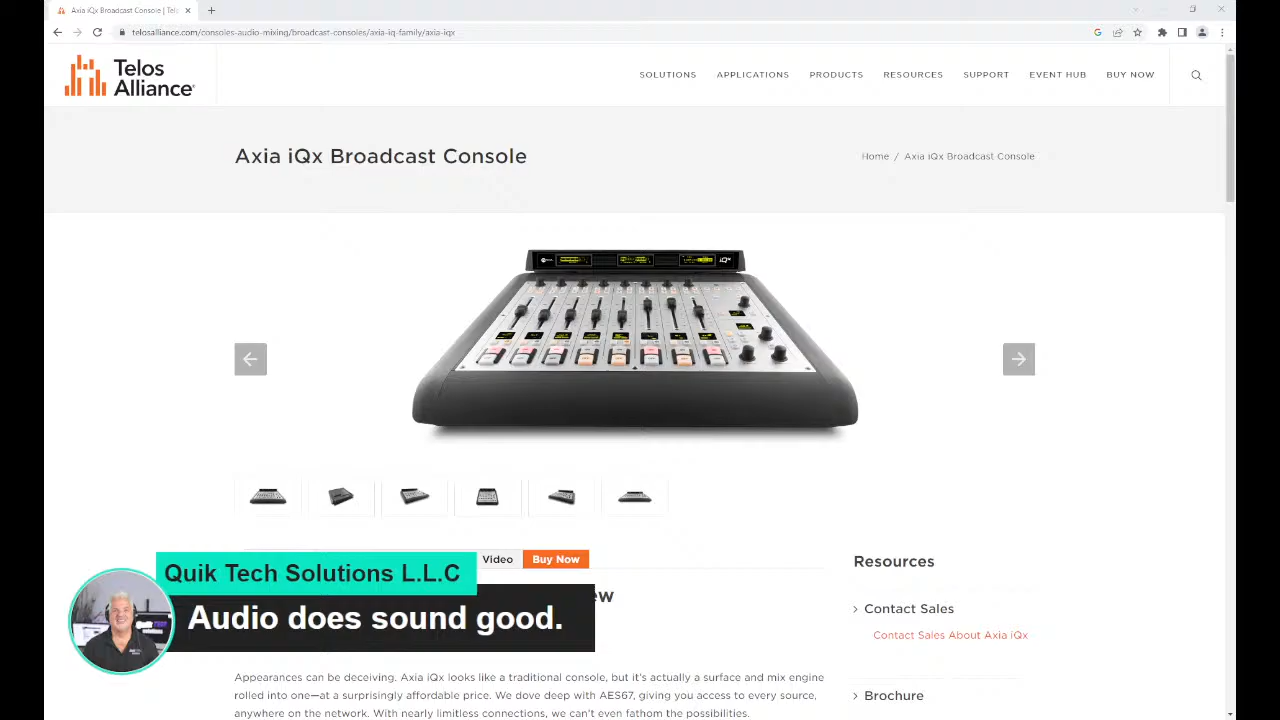 Axia iQx Broadcast Console | Telo
telosalliance.com/consoles-audio-mixing/broadcast-consoles/axia-iq-family/axia-iqx
Telos
Alliance
SOLUTIONS
APPLICATIONS
PRODUCTS
RESOURCES
SUPPORT
EVENT HUB
BUY NOW
Axia iQx Broadcast Console
Home / Axia iQx Broadcast Console
iQx
Video
Buy Now
Resources
Quik Tech Solutions L.L.C
Audio does sound good.
ew
Contact Sales
Contact Sales About Axia iQx
Appearances can be deceiving. Axia iQx looks like a traditional console, but it's actually a surface and mix engine
rolled into one—at a surprisingly affordable price. We dove deep with AES67, giving you access to every source,
anywhere on the network. With nearly limitless connections, we can't even fathom the possibilities.
Brochure